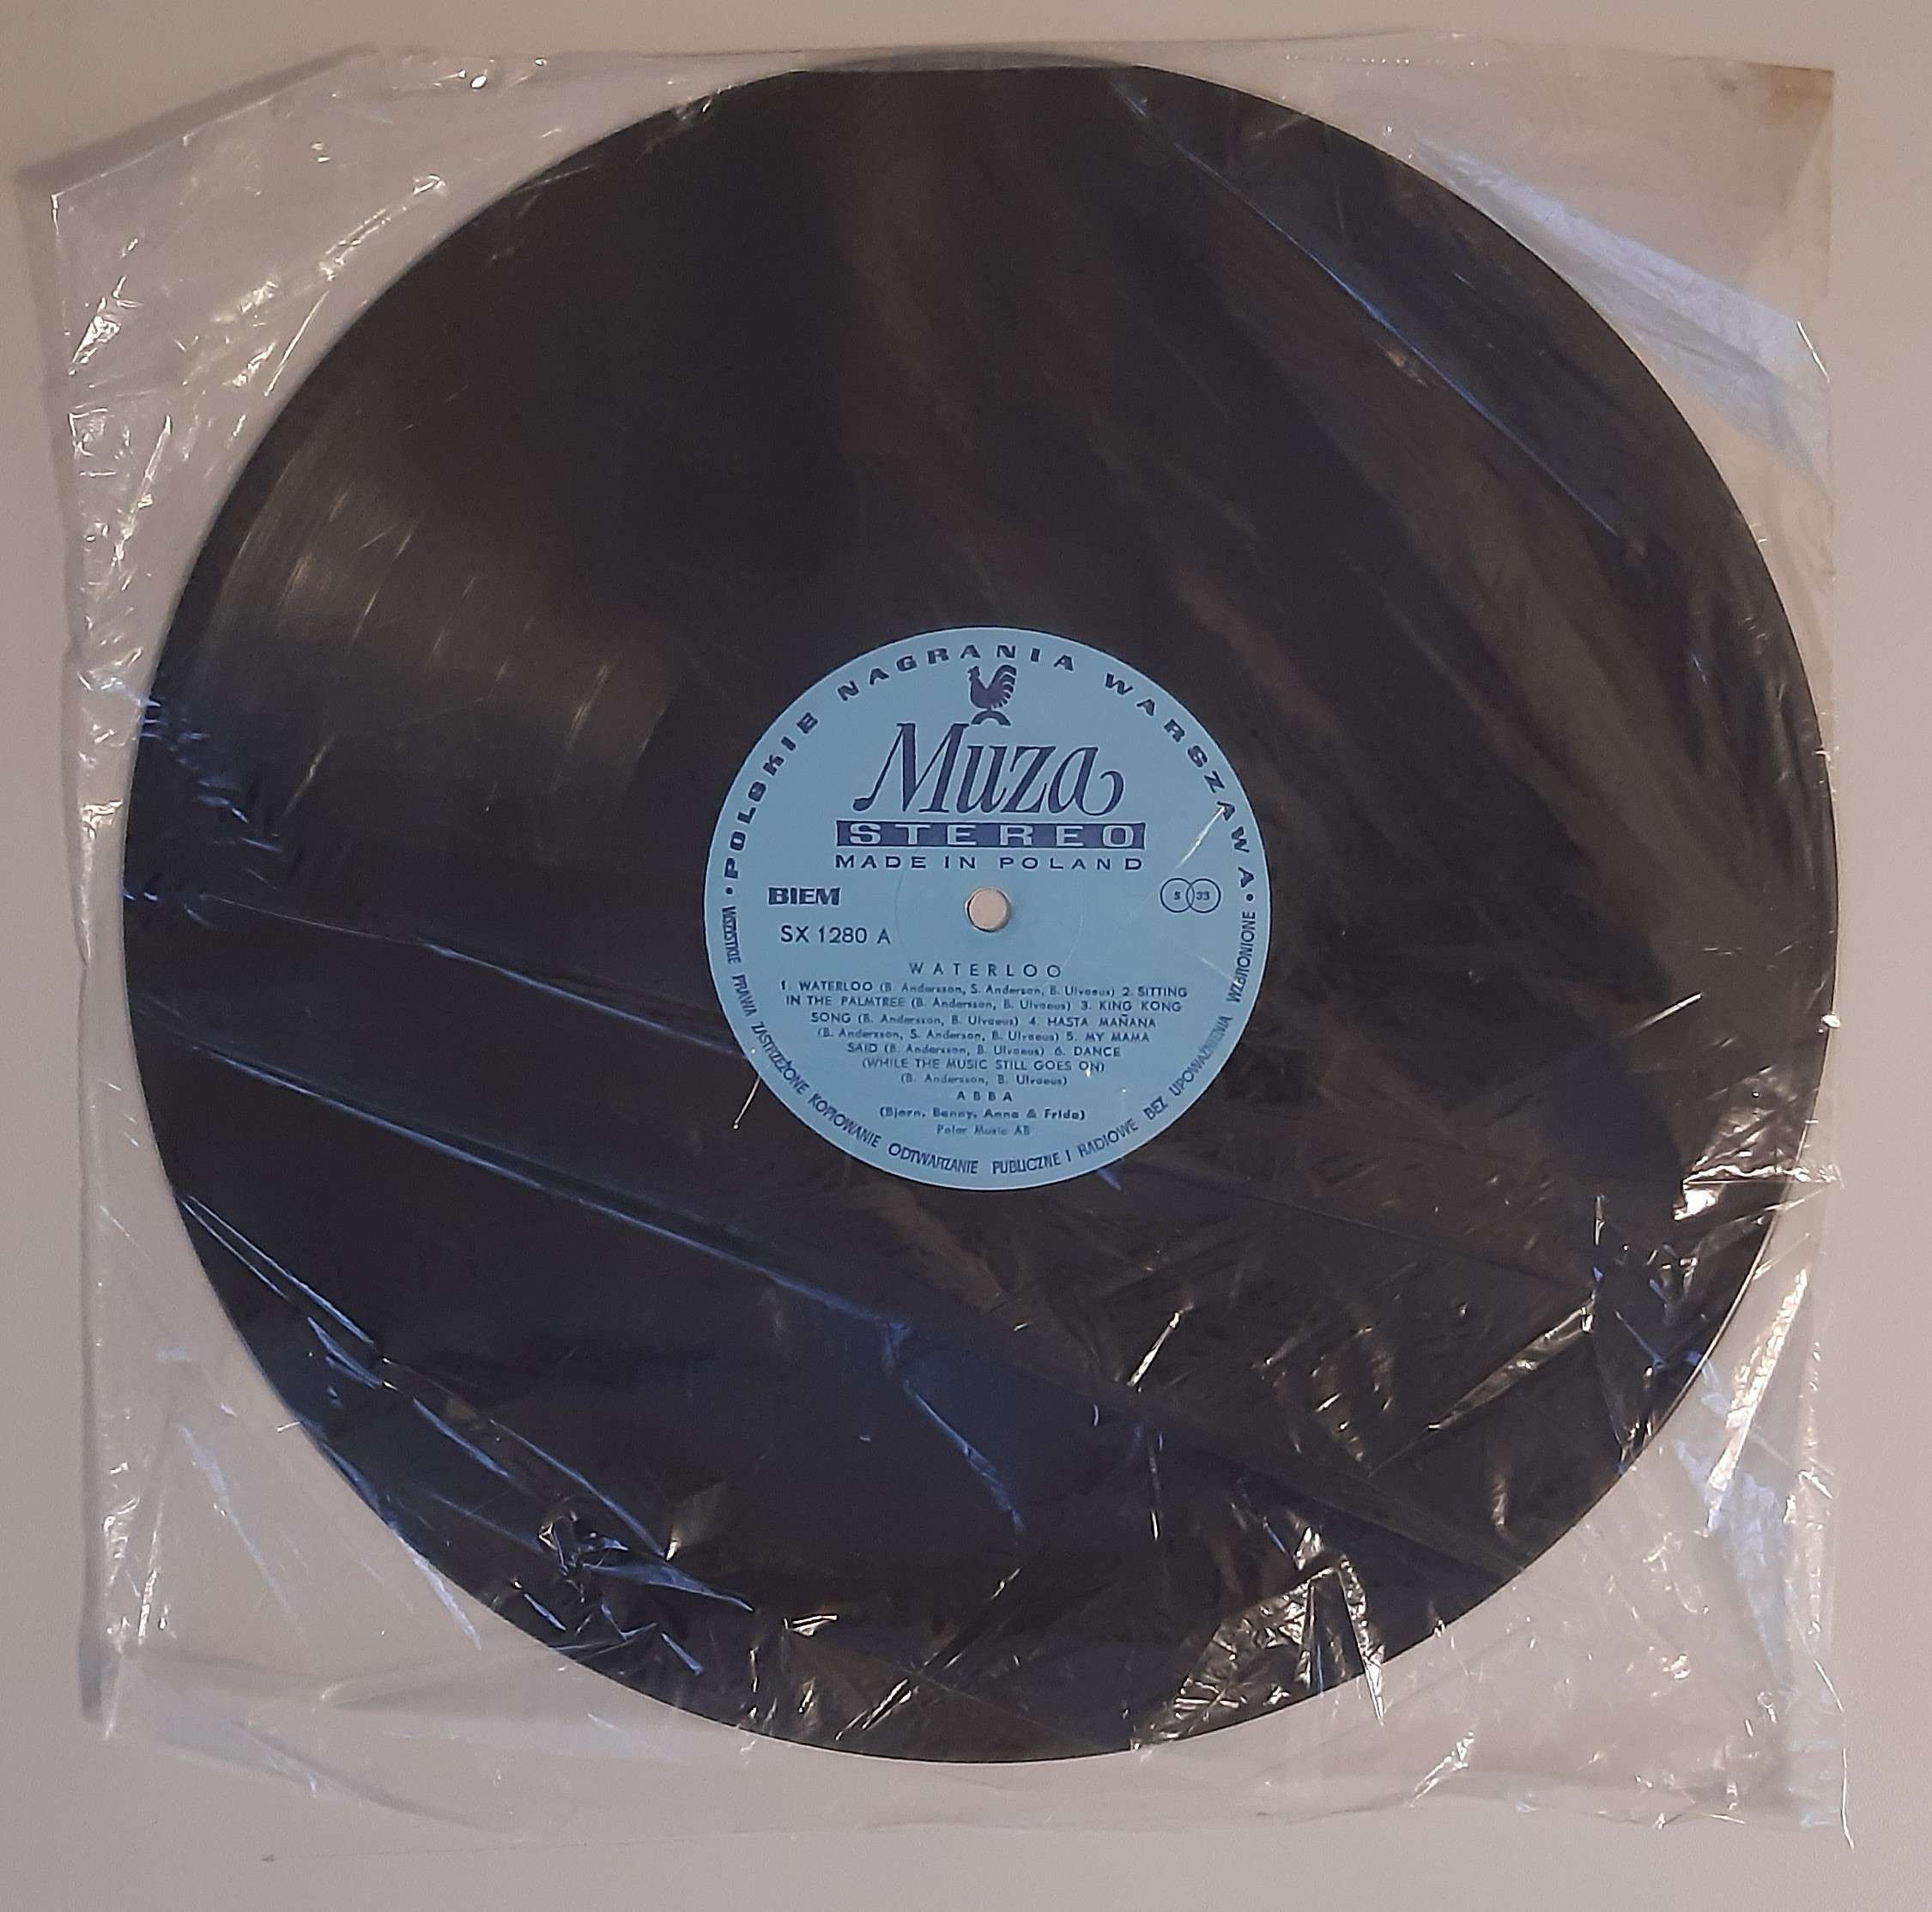 • POLSKIE NAGRANIA WARSZAWA •
Muza
STEREO
MADE IN POLAND
BIEM
S 33
SX 1280 A
WATERLOO
1. WATERLOO (B. Andersson, S. Anderson, B. Ulvaeus) 2. SITTING
IN THE PALMTREE (B. Andersson, B. Ulvaeus) 3. KING KONG
SONG (B. Andersson, B. Ulvaeus) 4. HASTA MAÑANA
(B. Andersson, S. Anderson, B. Ulvaeus) 5. MY MAMA
SAID (B. Andersson, B. Ulvaeus) 6. DANCE
(WHILE THE MUSIC STILL GOES ON)
(B. Andersson, B. Ulvaeus)
ABBA
(Bjorn, Benny, Anna & Frida)
Polar Music AB
WSZYSTKIE PRAWA ZASTRZEŻONE KOPIOWANIE ODTWARZANIE PUBLICZNE I RADIOWE BEZ UPOWAŻNIENIA WZBRONIONE